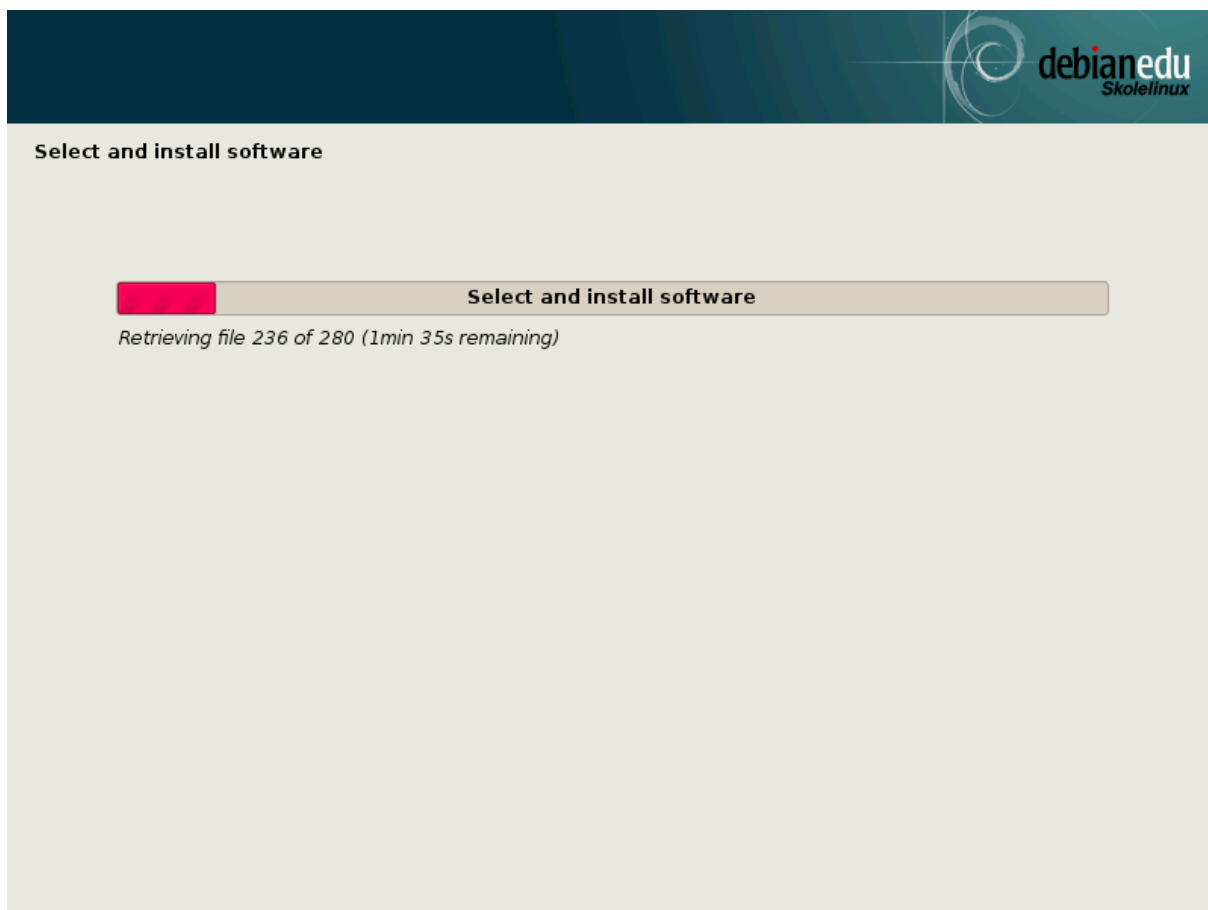 debianedu
Skolelinux
Select and install software
Select and install software
Retrieving file 236 of 280 (1min 35s remaining)